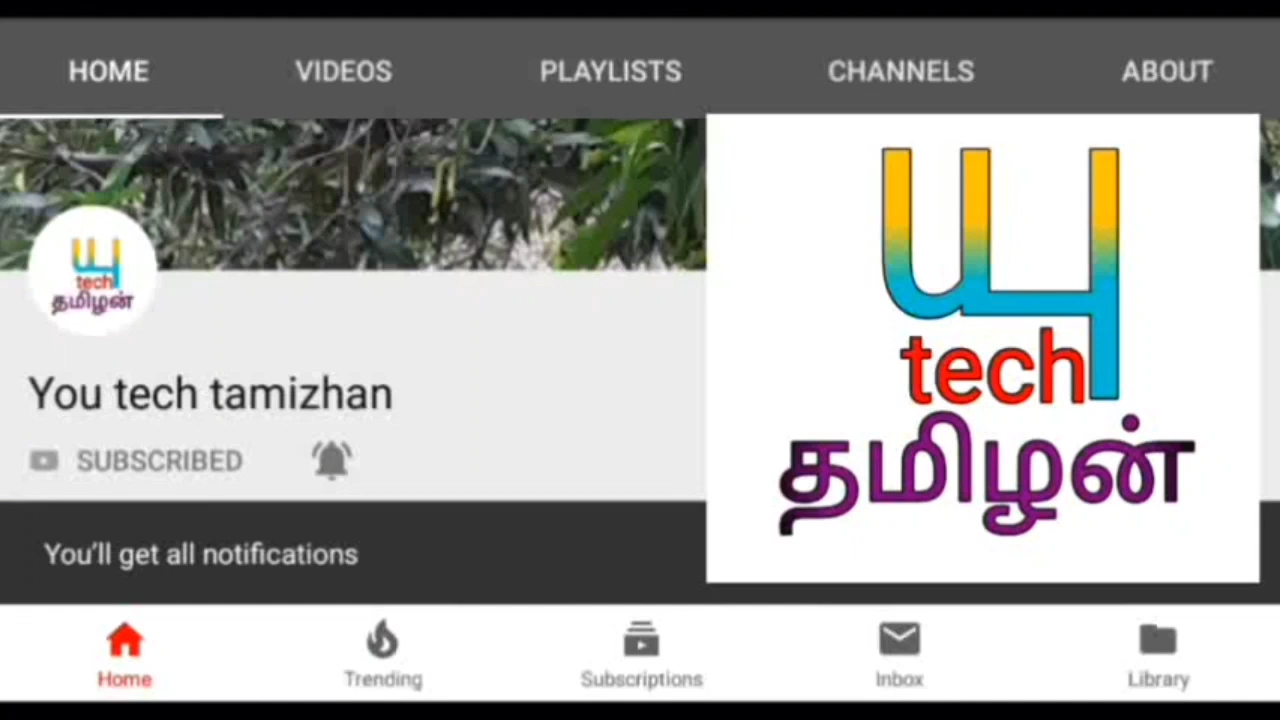 HOME VIDEOS PLAYLISTS CHANNELS ABOUT
tech
தமிழன்
You tech tamizhan
SUBSCRIBED
You'll get all notifications
tech
தமிழன்
Home Trending Subscriptions Inbox Library